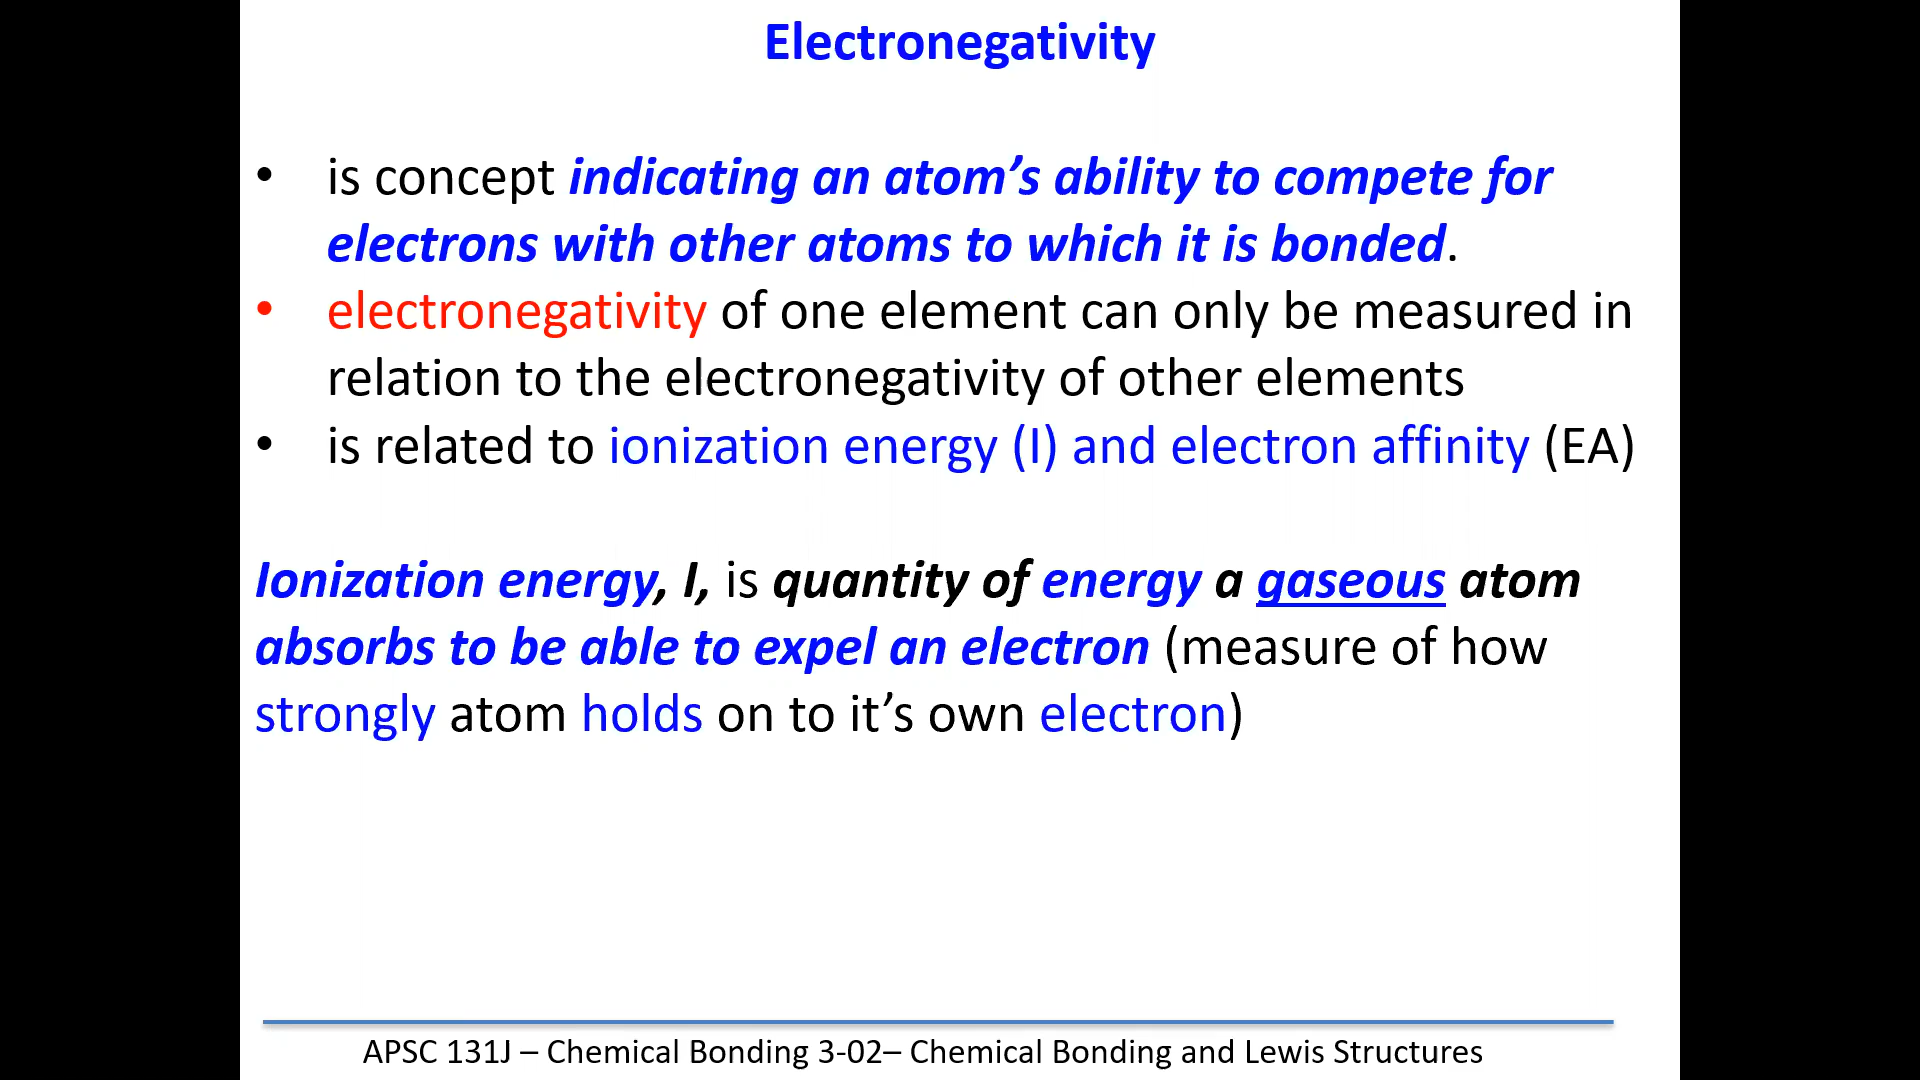 Electronegativity
• is concept indicating an atom’s ability to compete for
electrons with other atoms to which it is bonded.
• electronegativity of one element can only be measured in
relation to the electronegativity of other elements
• is related to ionization energy (I) and electron affinity (EA)
Ionization energy, I, is quantity of energy a gaseous atom
absorbs to be able to expel an electron (measure of how
strongly atom holds on to it’s own electron)
APSC 131J – Chemical Bonding 3-02– Chemical Bonding and Lewis Structures